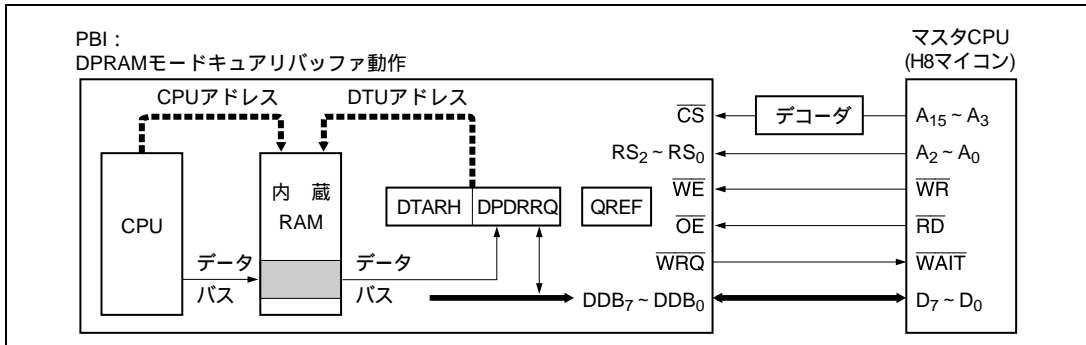 PBI：
DPRAMモードキュアリバッファ動作
マスタCPU
(H8マイコン)
CPUアドレス
DTUアドレス
CS
デコーダ
A15 ~ A3
RS2 ~ RS0
A2 ~ A0
CPU
内 蔵
RAM
DTARH
DPDRRQ
QREF
WE
WR
OE
RD
WRQ
WAIT
データ
バス
データ
バス
DDB7 ~ DDB0
D7 ~ D0